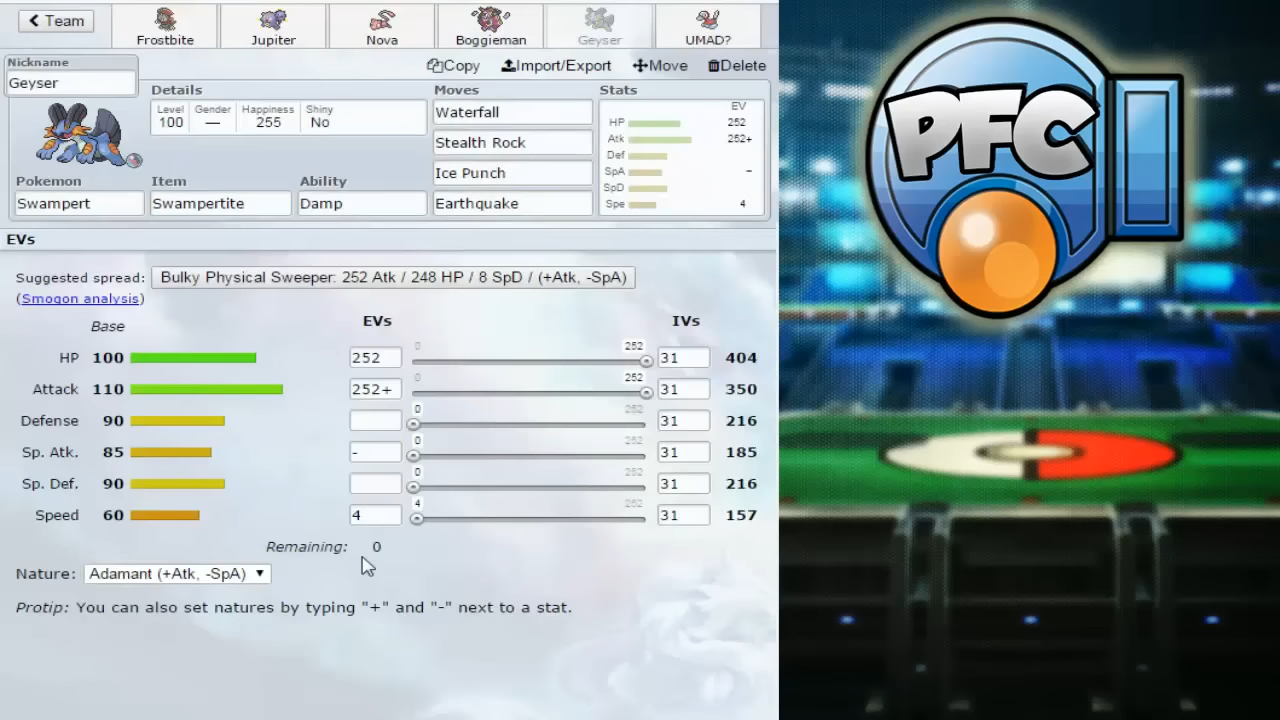 Team
Frostbite
Jupiter
Nova
Boggieman
Geyser
UMAD?
Nickname
Geyser
Copy Import/Export Move Delete
Details
Level Gender Happiness Shiny
100 — 255 No
Pokemon Item Ability
Swampert Swampertite Damp
Moves
Waterfall
Stealth Rock
Ice Punch
Earthquake
Stats
EV
HP 252
Atk 252+
Def
SpA -
SpD
Spe 4
PFC
EVs
Suggested spread: Bulky Physical Sweeper: 252 Atk / 248 HP / 8 SpD / (+Atk, -SpA)
(Smogon analysis)
Base EVs IVs
HP 100 252 0 252 31 404
Attack 110 252+ 0 252 31 350
Defense 90 0 252 31 216
Sp. Atk. 85 - 0 252 31 185
Sp. Def. 90 0 252 31 216
Speed 60 4 4 252 31 157
Remaining: 0
Nature: Adamant (+Atk, -SpA)
Protip: You can also set natures by typing "+" and "-" next to a stat.